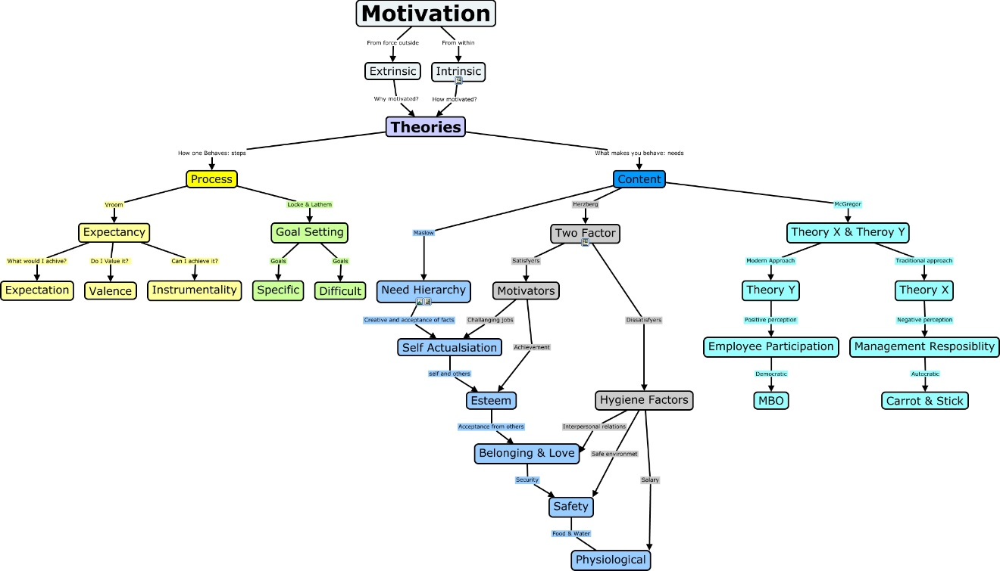 Motivation
From force outside
From within
Extrinsic
Intrinsic
Why motivated?
How motivated?
Theories
How one Behaves: steps
What makes you behave: needs
Process
Content
Vroom
Locke & Lathem
Herzberg
McGregor
Expectancy
Goal Setting
Maslow
Two Factor
Theory X & Theroy Y
What would I achive?
Do I Value it?
Can I achieve it?
Goals
Goals
Satisfyers
Modern Approach
Traditional approach
Expectation
Valence
Instrumentality
Specific
Difficult
Need Hierarchy
Motivators
Theory Y
Theory X
Creative and acceptance of facts
Challanging jobs
Dissatisfyers
Positive perception
Negative perception
Self Actualsiation
Achievement
Employee Participation
Management Resposiblity
self and others
Democratic
Autocratic
Esteem
Hygiene Factors
MBO
Carrot & Stick
Acceptance from others
Interpersonal relations
Belonging & Love
Safe environmet
Security
Salary
Safety
Food & Water
Physiological